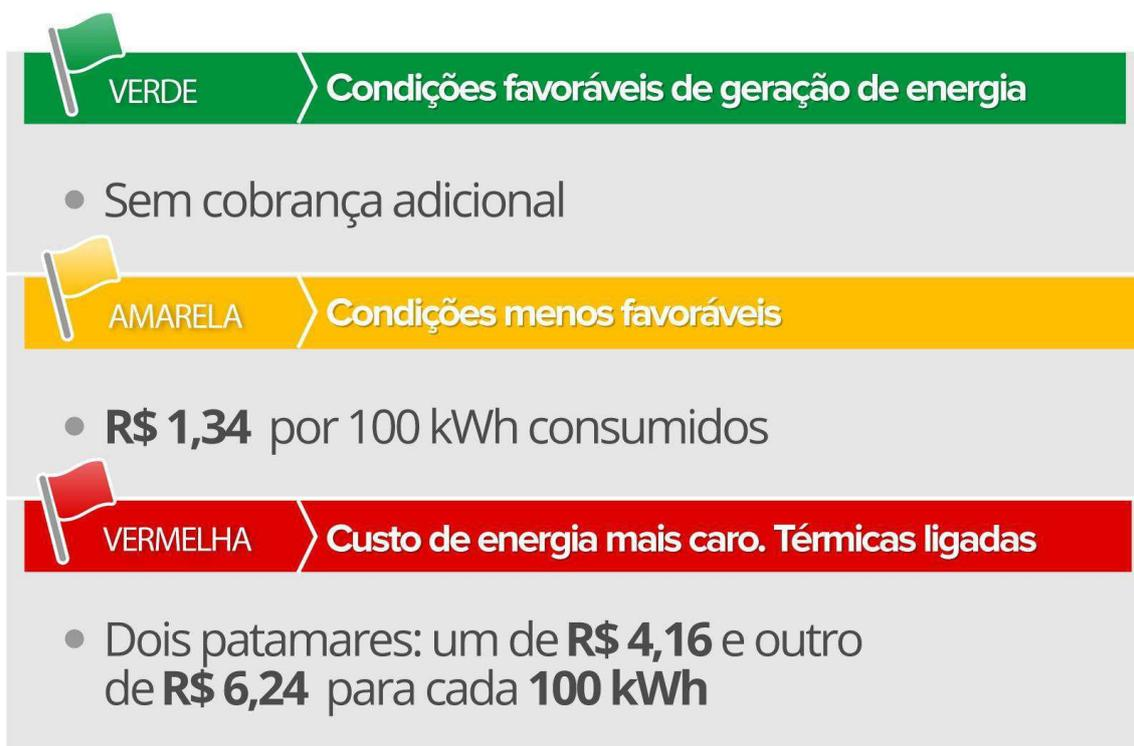 VERDE Condições favoráveis de geração de energia
Sem cobrança adicional
AMARELA Condições menos favoráveis
R$ 1,34 por 100 kWh consumidos
VERMELHA Custo de energia mais caro. Térmicas ligadas
Dois patamares: um de R$ 4,16 e outro
de R$ 6,24 para cada 100 kWh